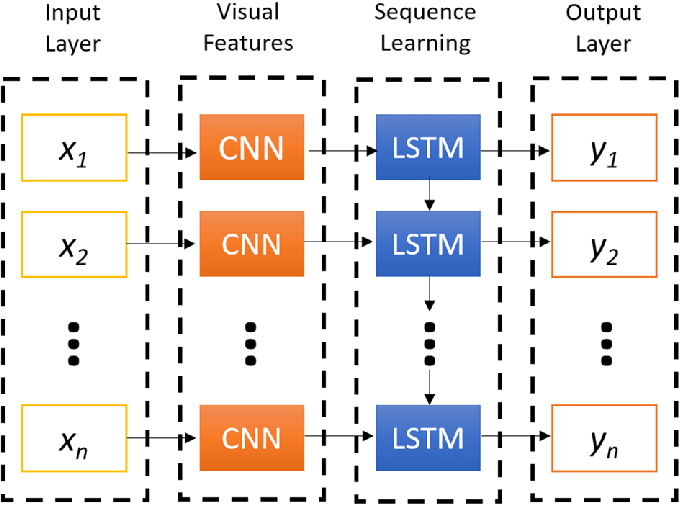 Input Layer
Visual Features
Sequence Learning
Output Layer
x1 CNN LSTM y1
x2 CNN LSTM y2
xn CNN LSTM yn